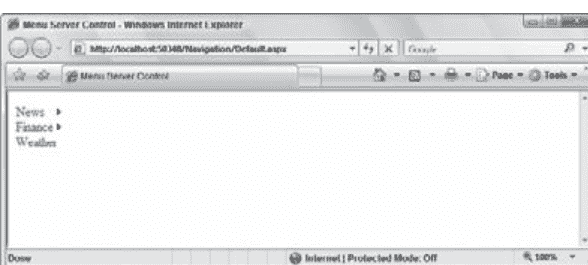 Menu Server Control - Windows Internet Explorer
http://localhost:50348/Navigation/Default.aspx
Google
Menu Server Control
Page
Tools
News
Finance
Weather
Done
Internet | Protected Mode: Off
100%